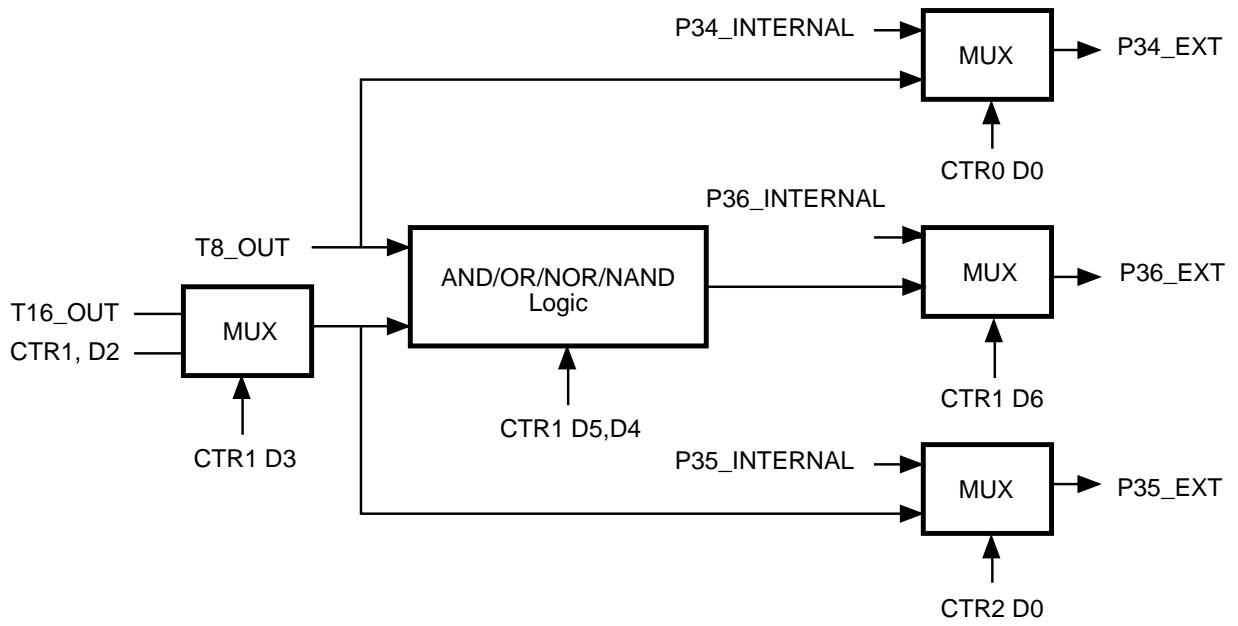 P34_INTERNAL
MUX
P34_EXT
CTR0 D0
P36_INTERNAL
T8_OUT
AND/OR/NOR/NAND
Logic
MUX
P36_EXT
T16_OUT
MUX
CTR1, D2
CTR1 D6
CTR1 D5,D4
CTR1 D3
P35_INTERNAL
MUX
P35_EXT
CTR2 D0